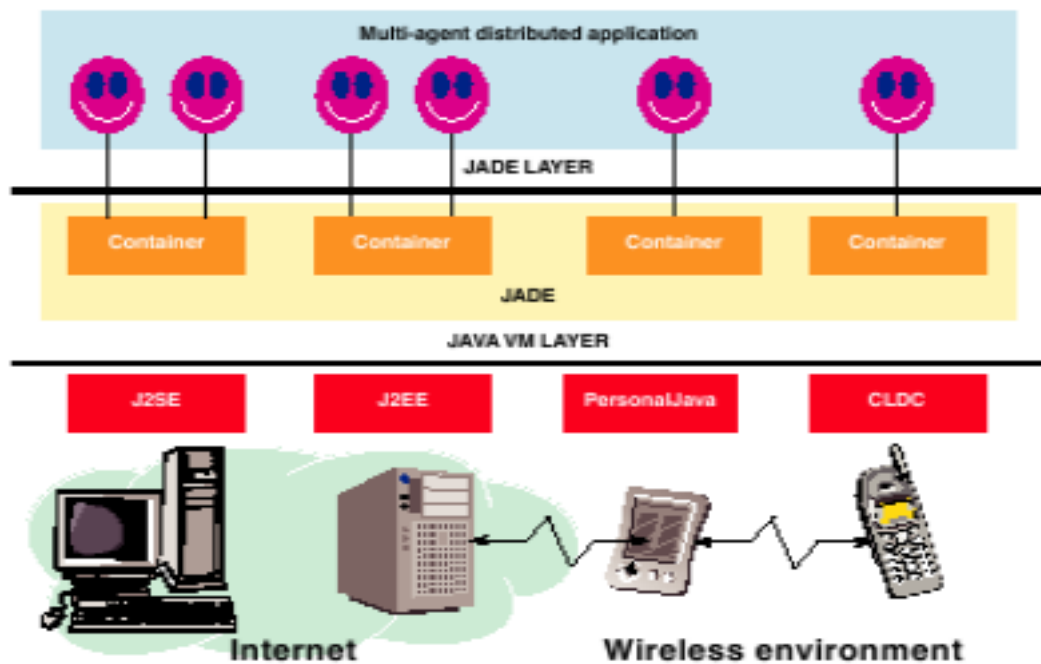 Multi-agent distributed application
JADE LAYER
Container
Container
Container
Container
JADE
JAVA VM LAYER
J2SE
J2EE
PersonalJava
CLDC
Internet
Wireless environment